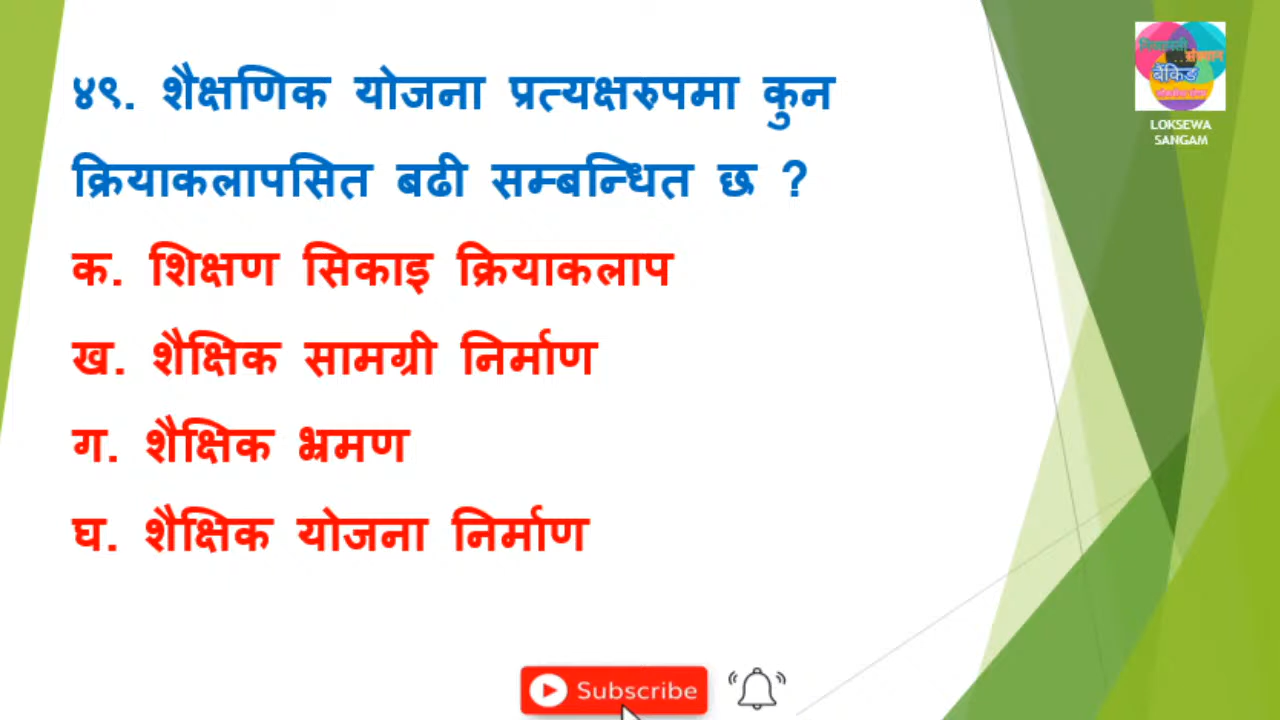 ४९. शैक्षणिक योजना प्रत्यक्षरुपमा कुन
क्रियाकलापसित बढी सम्बन्धित छ ?
क. शिक्षण सिकाइ क्रियाकलाप
ख. शैक्षिक सामग्री निर्माण
ग. शैक्षिक भ्रमण
घ. शैक्षिक योजना निर्माण
बैंकिङ
LOKSEWA
SANGAM
Subscribe